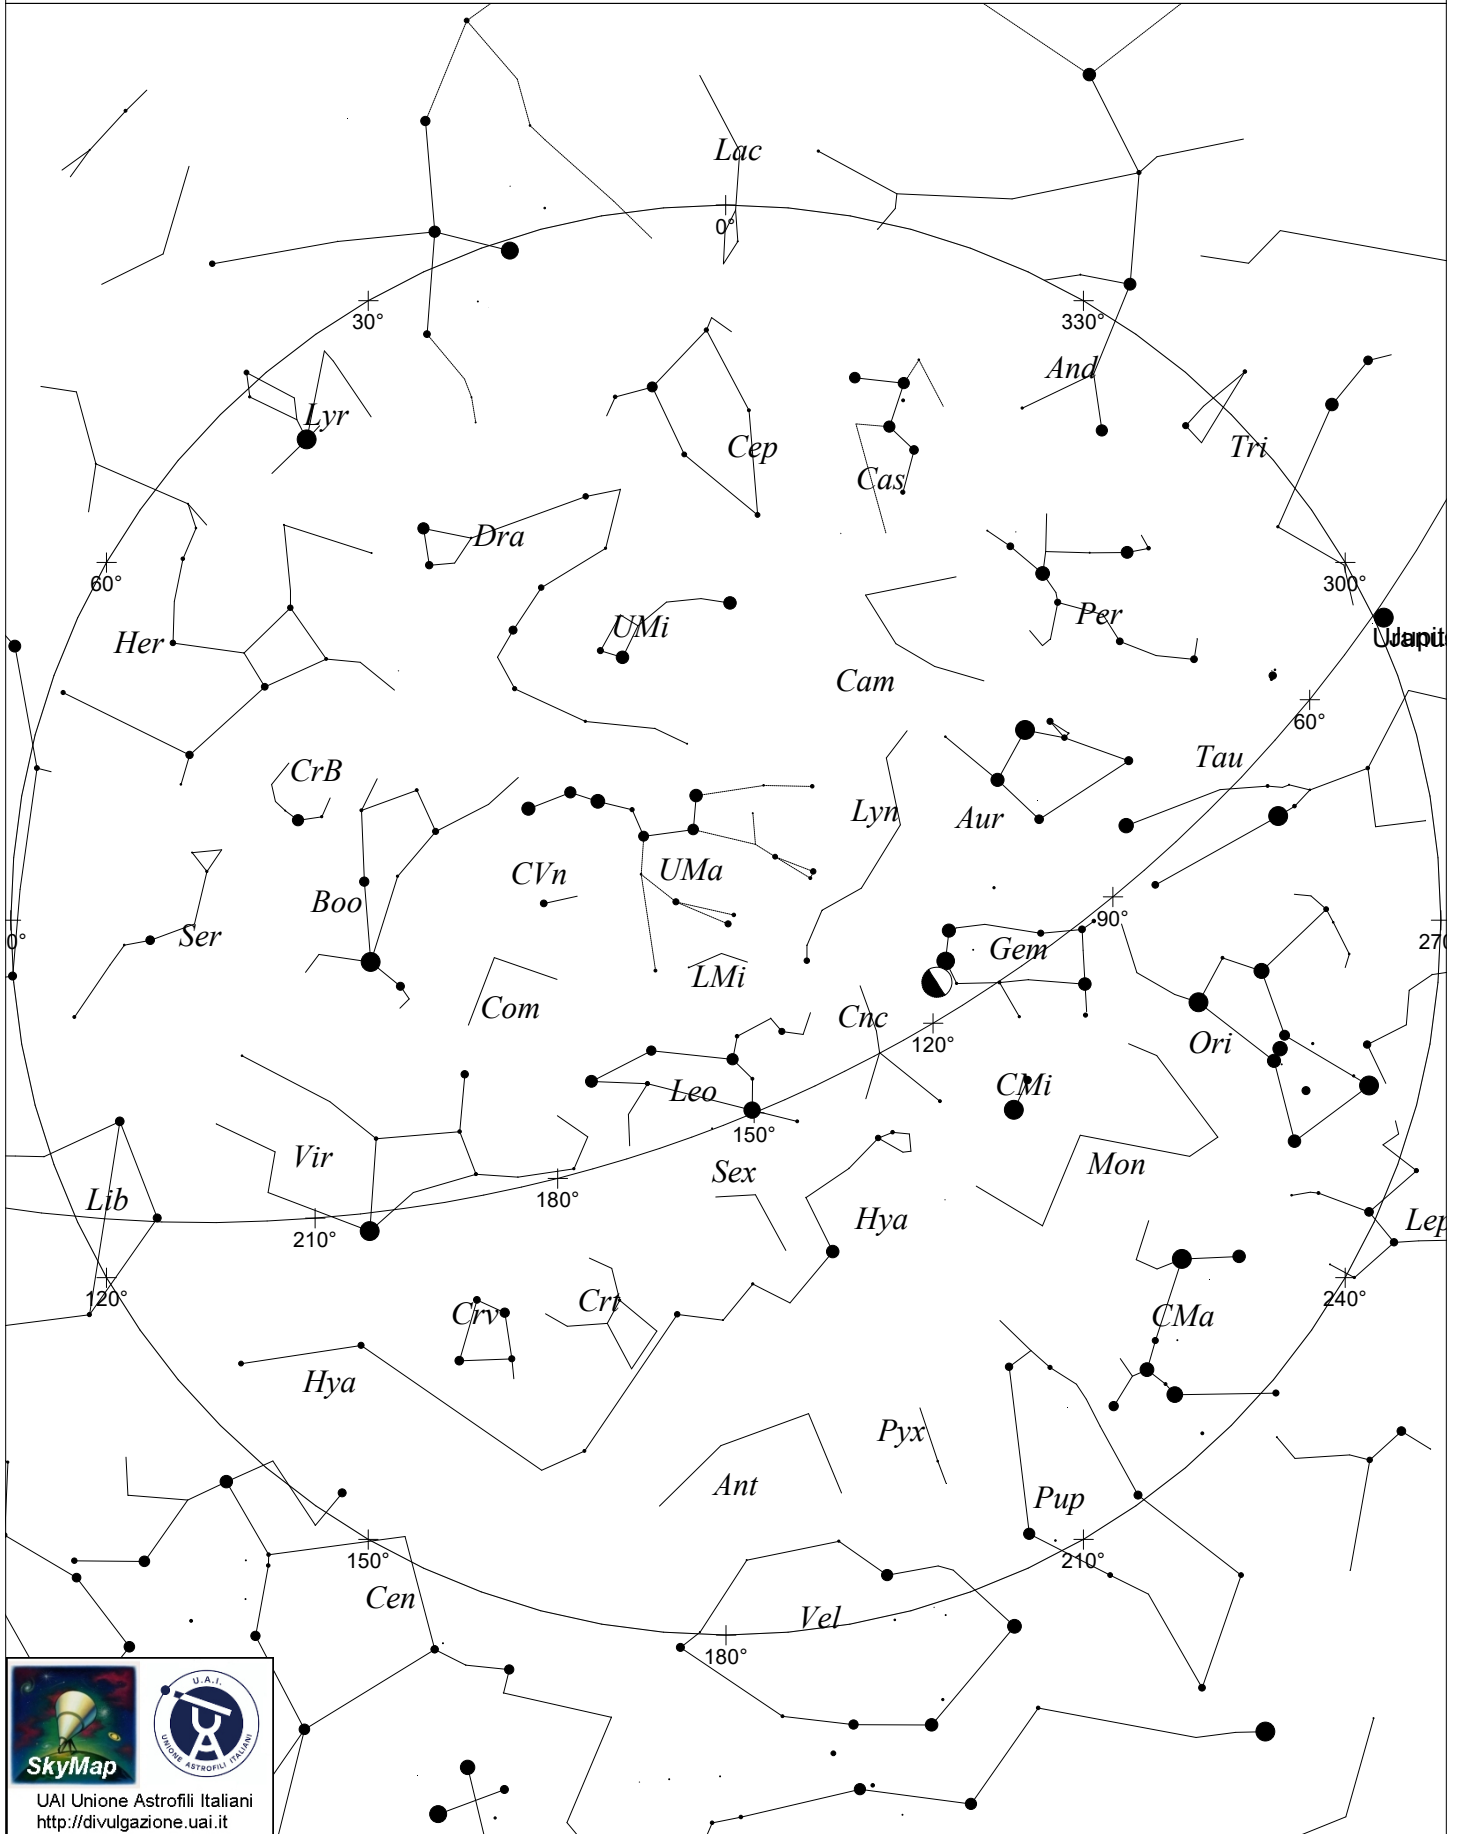 Lac
0°
30°
330°
And
Lyr
Cep
Tri
Cas
Dra
60°
300°
Her
UMi
Per
Cam
60°
CrB
Tau
Lyn
Aur
CVn
UMa
Boo
90°
Ser
0°
Gem
270
LMi
Com
Cnc
120°
Ori
Leo
CMi
150°
Vir
Sex
Mon
Lib
180°
Hya
Lep
210°
120°
Crv
Crt
240°
CMa
Hya
Pyx
Ant
Pup
150°
210°
Cen
Vel
180°
U.A.I.
UNIONE ASTROFILI ITALIANI
SkyMap
UAI Unione Astrofili Italiani
http://divulgazione.uai.it